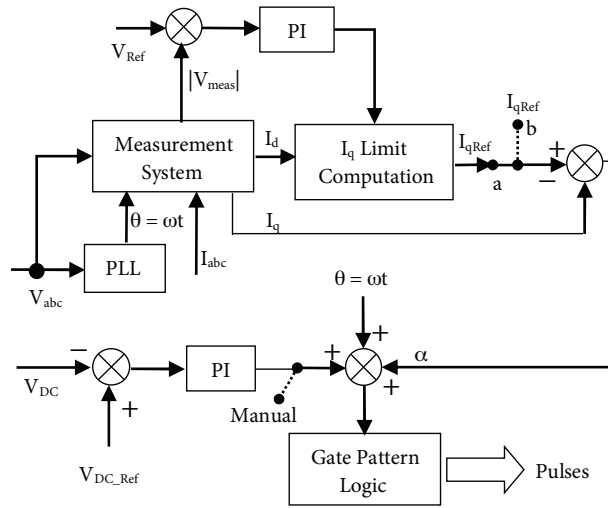 V_Ref
PI
|V_meas|
I_qRef
b
Measurement
System
I_d
I_q Limit
Computation
I_qRef
a
+
−
θ = ωt
I_q
PLL
I_abc
V_abc
θ = ωt
+
−
PI
+
α
V_DC
+
+
Manual
V_DC_Ref
Gate Pattern
Logic
Pulses